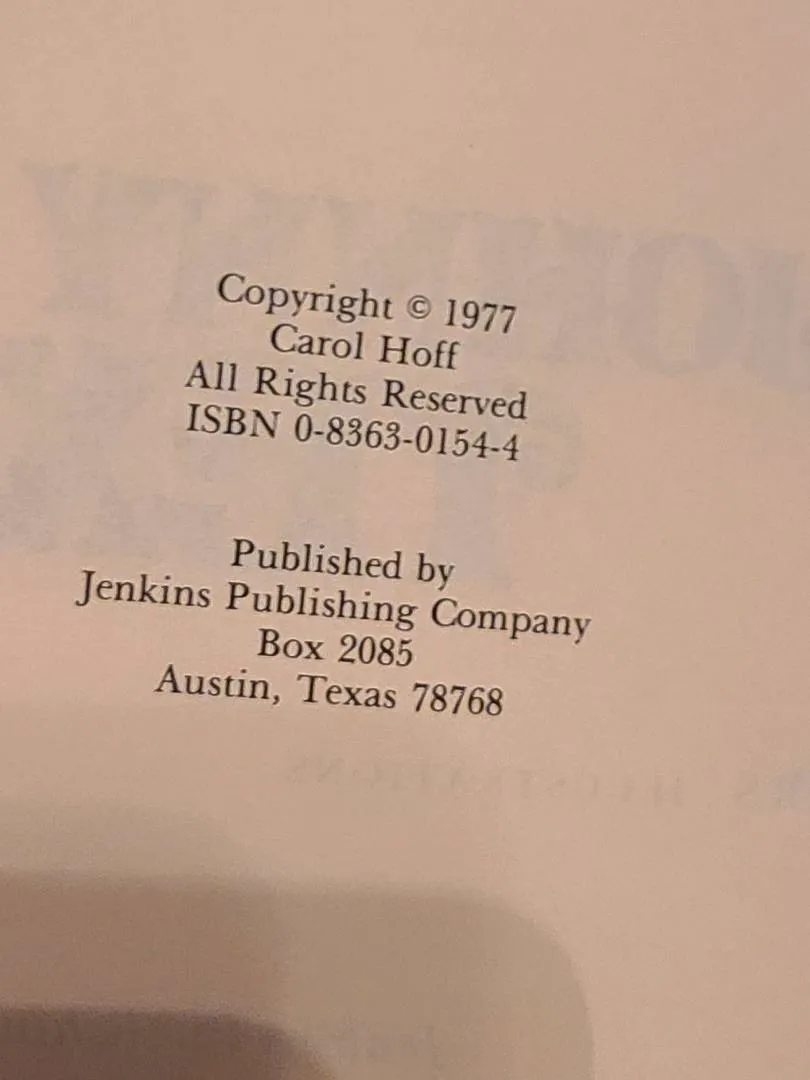 Copyright © 1977
Carol Hoff
All Rights Reserved
ISBN 0-8363-0154-4
Published by
Jenkins Publishing Company
Box 2085
Austin, Texas 78768